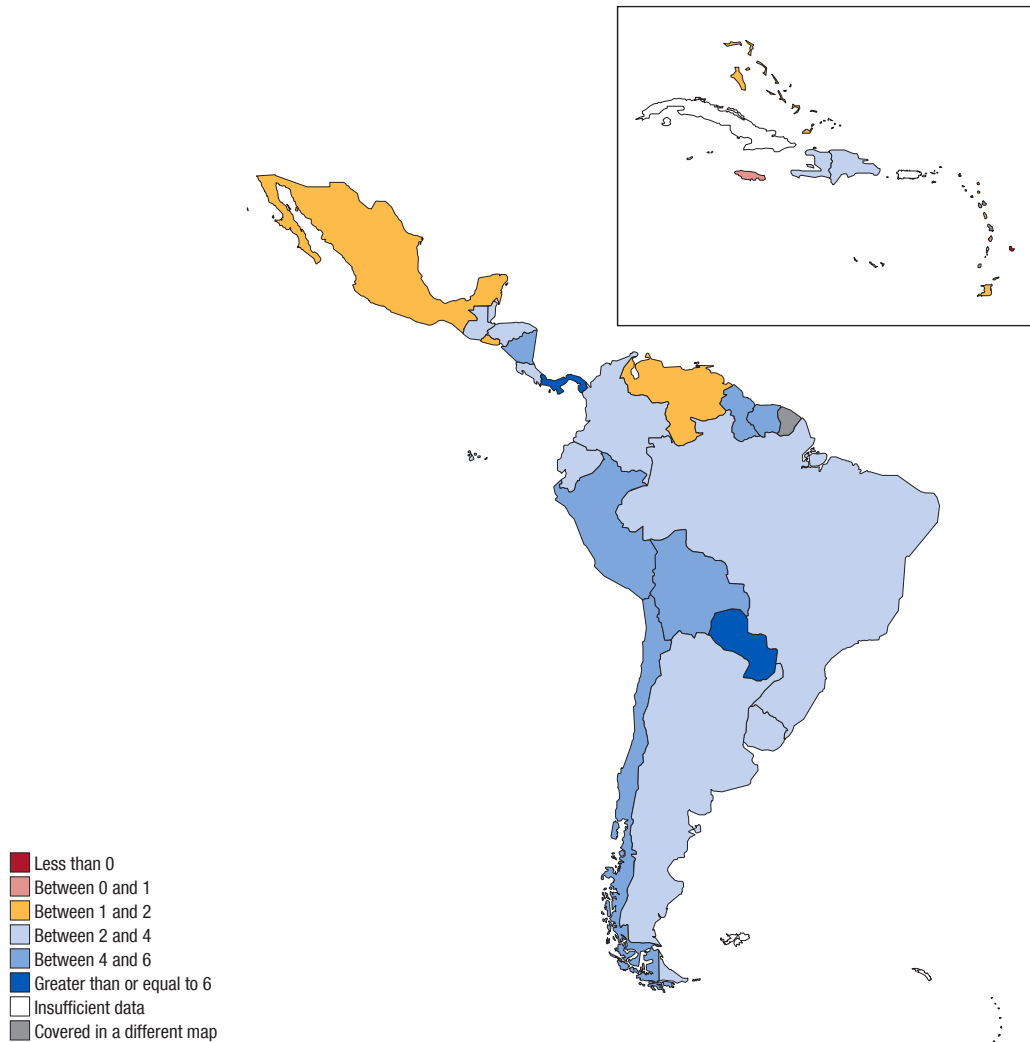 Less than 0
Between 0 and 1
Between 1 and 2
Between 2 and 4
Between 4 and 6
Greater than or equal to 6
Insufficient data
Covered in a different map